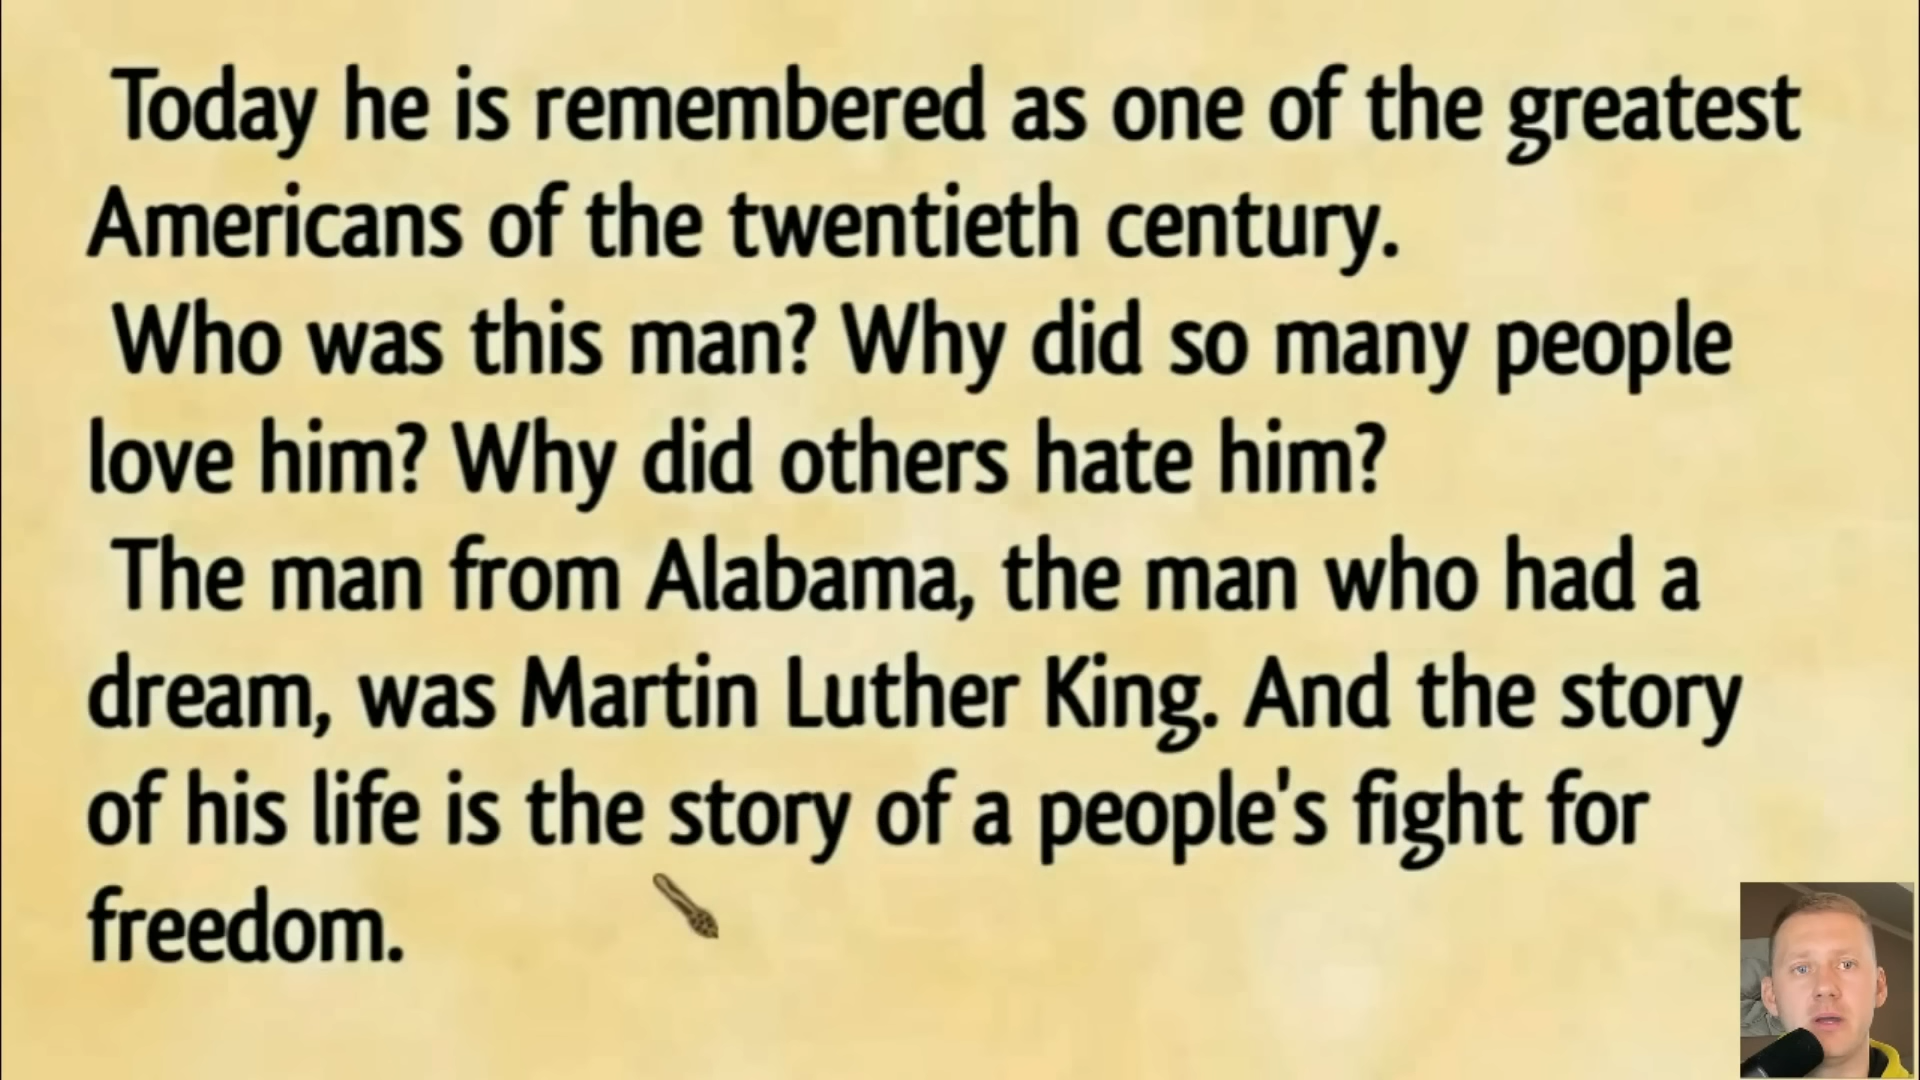 Today he is remembered as one of the greatest
Americans of the twentieth century.
Who was this man? Why did so many people
love him? Why did others hate him?
The man from Alabama, the man who had a
dream, was Martin Luther King. And the story
of his life is the story of a people's fight for
freedom.